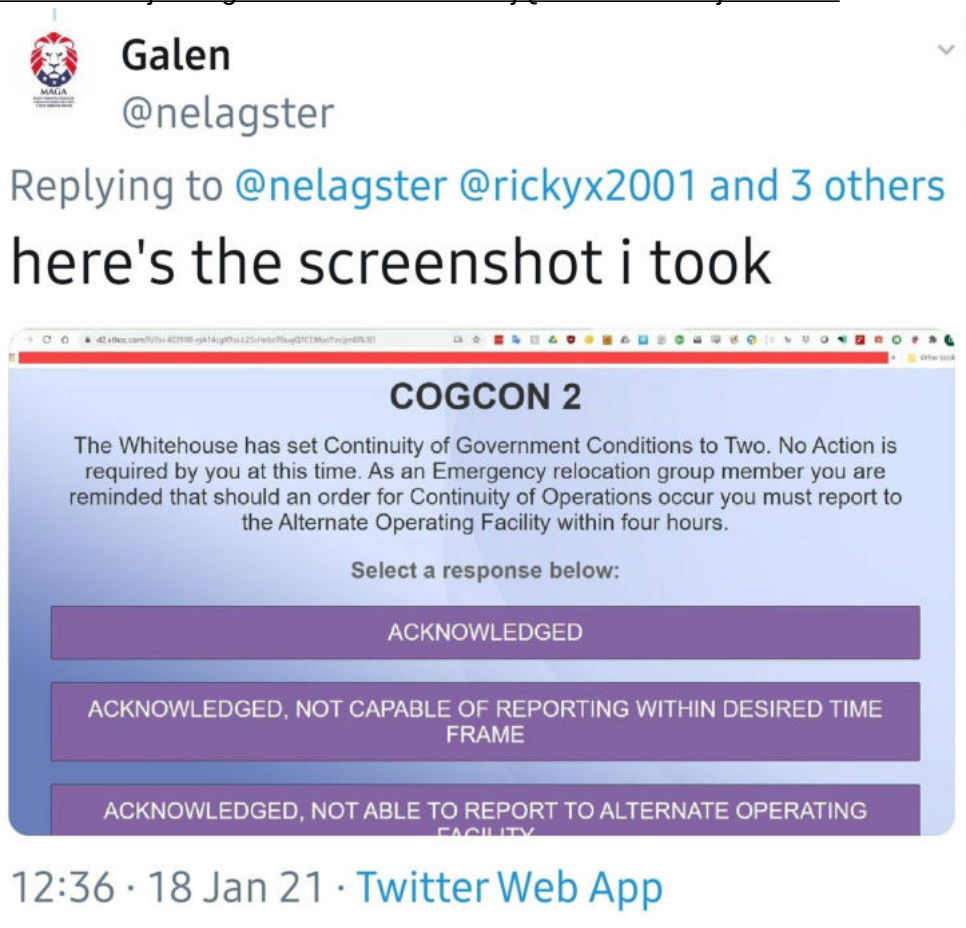 Galen
MAGA
@nelagster
Replying to @nelagster @rickyx2001 and 3 others
here's the screenshot i took
Other book
COGCON 2
The Whitehouse has set Continuity of Government Conditions to Two. No Action is
required by you at this time. As an Emergency relocation group member you are
reminded that should an order for Continuity of Operations occur you must report to
the Alternate Operating Facility within four hours.
Select a response below:
ACKNOWLEDGED
ACKNOWLEDGED, NOT CAPABLE OF REPORTING WITHIN DESIRED TIME
FRAME
ACKNOWLEDGED, NOT ABLE TO REPORT TO ALTERNATE OPERATING
FACILITY
12:36 · 18 Jan 21 · Twitter Web App